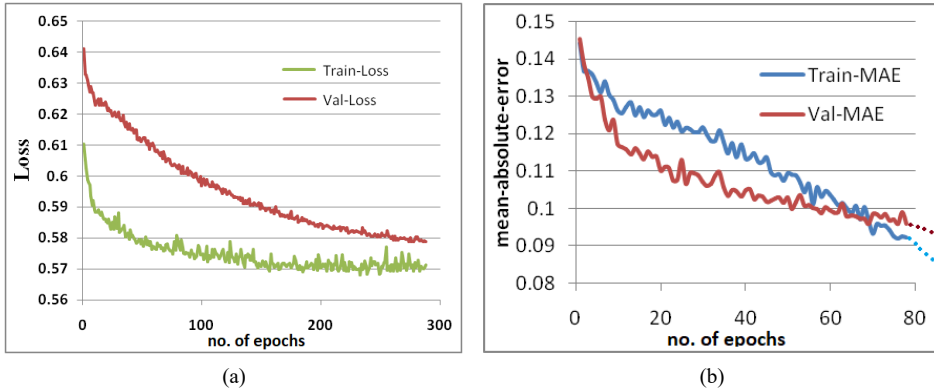 0.65
0.64
0.63
0.62
0.61
0.6
0.59
0.58
0.57
0.56
Loss
Train-Loss
Val-Loss
0 100 200 300
no. of epochs
(a)
0.15
0.14
0.13
0.12
0.11
0.1
0.09
0.08
mean-absolute-error
Train-MAE
Val-MAE
0 20 40 60 80
no. of epochs
(b)